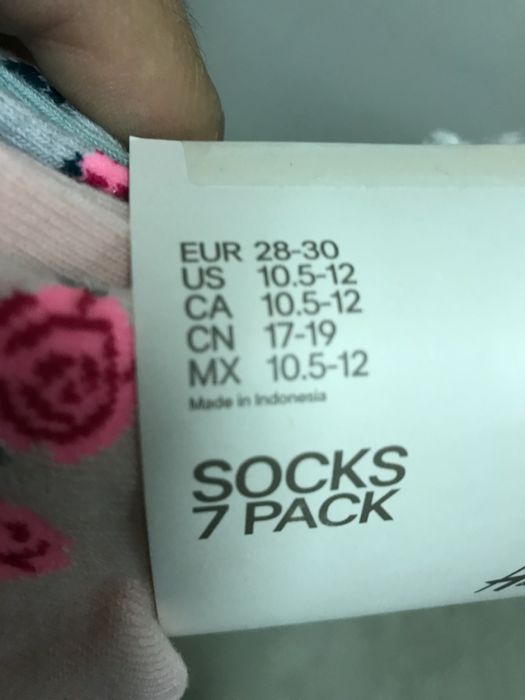 EUR 28-30
US 10.5-12
CA 10.5-12
CN 17-19
MX 10.5-12
Made in Indonesia
SOCKS
7 PACK